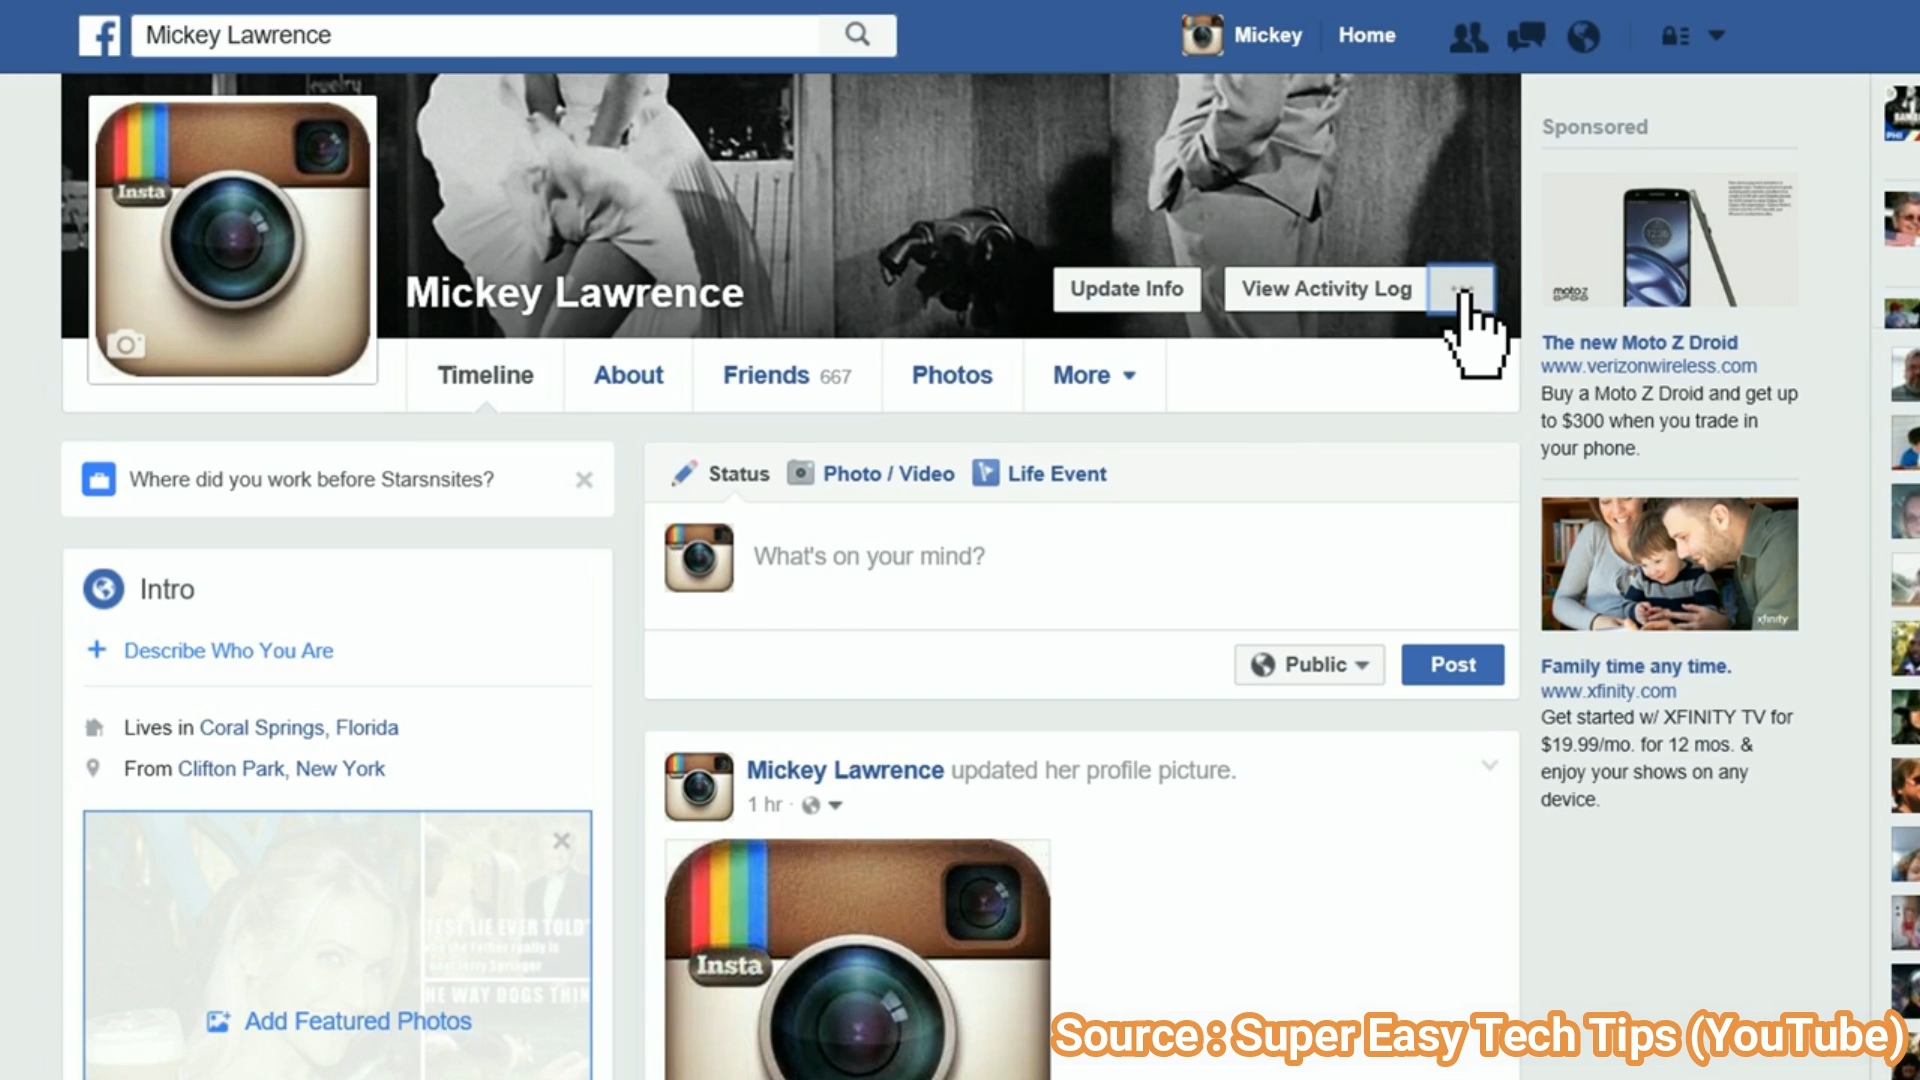 Mickey Lawrence
Mickey
Home
Insta
Mickey Lawrence
Update Info
View Activity Log
Timeline
About
Friends 667
Photos
More
Where did you work before Starsnsites?
Intro
Describe Who You Are
Lives in Coral Springs, Florida
From Clifton Park, New York
Add Featured Photos
Status
Photo / Video
Life Event
What's on your mind?
Public
Post
Mickey Lawrence updated her profile picture.
1 hr ·
Insta
Sponsored
The new Moto Z Droid
www.verizonwireless.com
Buy a Moto Z Droid and get up
to $300 when you trade in
your phone.
xfinity
Family time any time.
www.xfinity.com
Get started w/ XFINITY TV for
$19.99/mo. for 12 mos. &
enjoy your shows on any
device.
Source : Super Easy Tech Tips (YouTube)